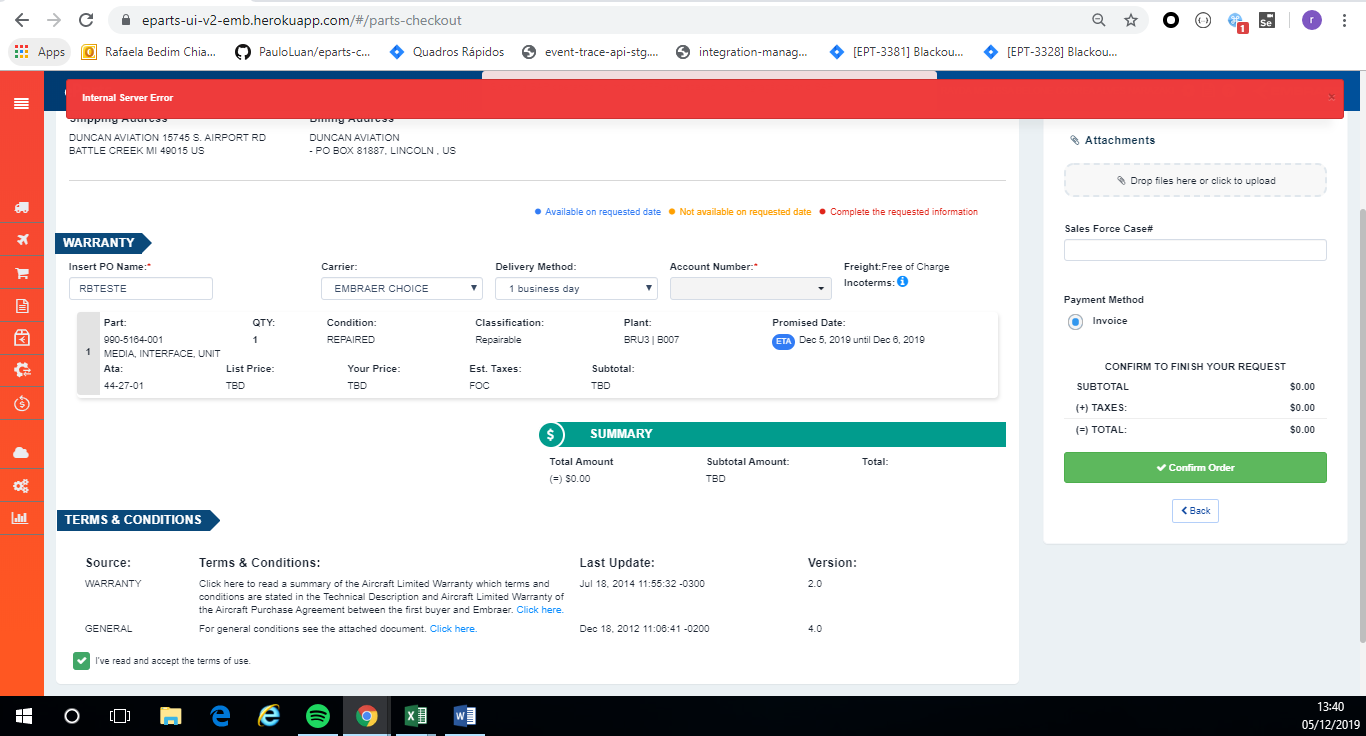 eparts-ui-v2-emb.herokuapp.com/#/parts-checkout
1
Se
r
Apps
Rafaela Bedim Chia...
PauloLuan/eparts-c...
Quadros Rápidos
event-trace-api-stg....
integration-manag...
[EPT-3381] Blackou...
[EPT-3328] Blackou...
Internal Server Error
x
Shipping Address
Billing Address
DUNCAN AVIATION 15745 S. AIRPORT RD
BATTLE CREEK MI 49015 US
DUNCAN AVIATION
- PO BOX 81887, LINCOLN , US
Available on requested date
Not available on requested date
Complete the requested information
WARRANTY
Insert PO Name:*
RBTESTE
Carrier:
EMBRAER CHOICE
Delivery Method:
1 business day
Account Number:*
Freight:Free of Charge
Incoterms:
1
Part:
990-5164-001
MEDIA, INTERFACE, UNIT
QTY:
1
Condition:
REPAIRED
Classification:
Repairable
Plant:
BRU3 | B007
Promised Date:
ETA Dec 5, 2019 until Dec 6, 2019
Ata:
44-27-01
List Price:
TBD
Your Price:
TBD
Est. Taxes:
FOC
Subtotal:
TBD
$ SUMMARY
Total Amount
(=) $0.00
Subtotal Amount:
TBD
Total:
TERMS & CONDITIONS
Source:
Terms & Conditions:
Last Update:
Version:
WARRANTY
Click here to read a summary of the Aircraft Limited Warranty which terms and
conditions are stated in the Technical Description and Aircraft Limited Warranty of
the Aircraft Purchase Agreement between the first buyer and Embraer. Click here.
Jul 18, 2014 11:55:32 -0300
2.0
GENERAL
For general conditions see the attached document. Click here.
Dec 18, 2012 11:06:41 -0200
4.0
I've read and accept the terms of use.
Attachments
Drop files here or click to upload
Sales Force Case#
Payment Method
Invoice
CONFIRM TO FINISH YOUR REQUEST
SUBTOTAL $0.00
(+) TAXES: $0.00
(=) TOTAL: $0.00
Confirm Order
Back
13:40
05/12/2019